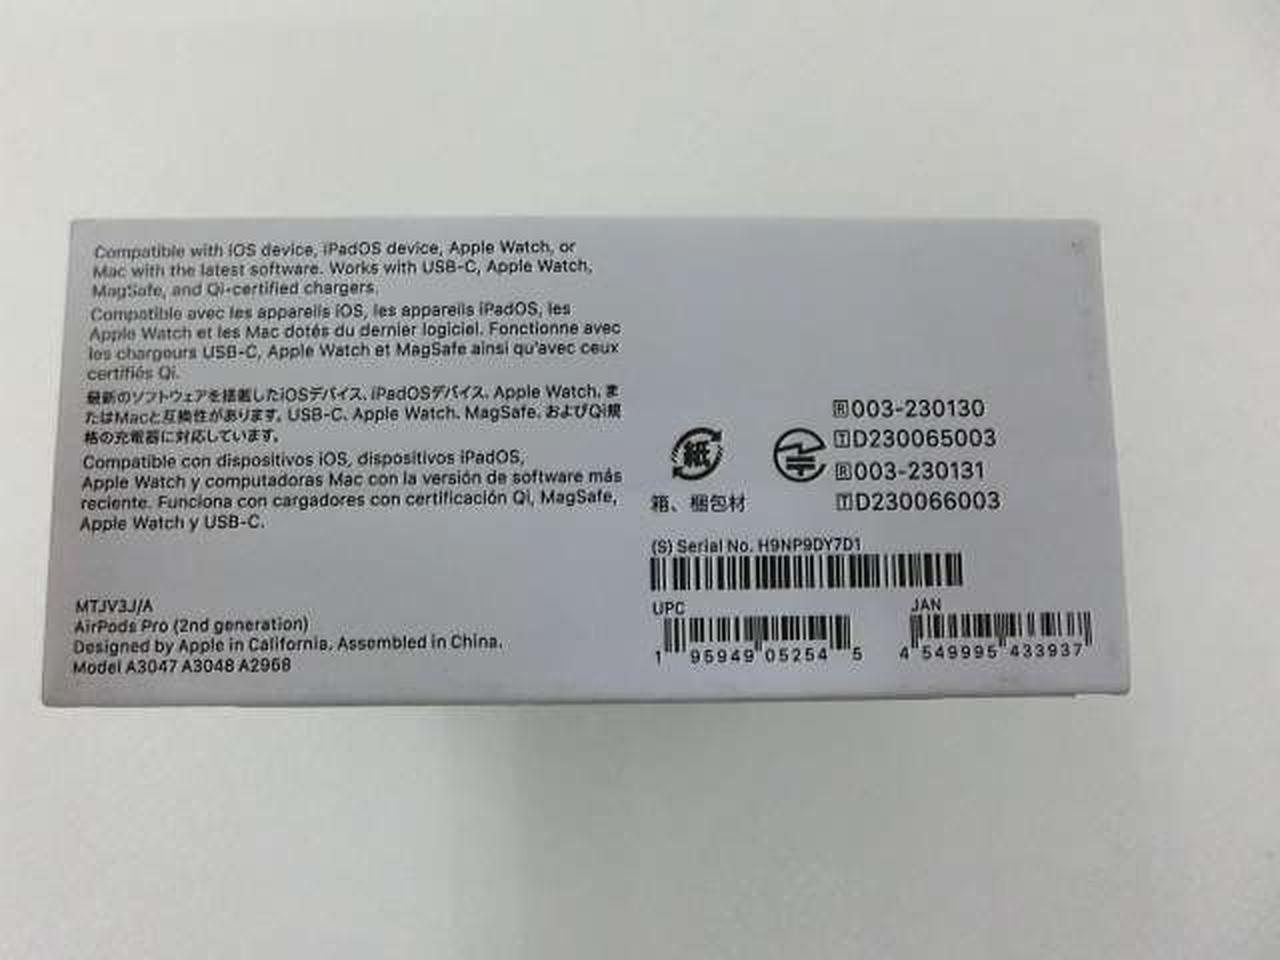 Compatible with iOS device, iPadOS device, Apple Watch, or
Mac with the latest software. Works with USB-C, Apple Watch,
MagSafe, and Qi-certified chargers.
Compatible avec les appareils iOS, les appareils iPadOS, les
Apple Watch et les Mac dotés du dernier logiciel. Fonctionne avec
les chargeurs USB-C, Apple Watch et MagSafe ainsi qu'avec ceux
certifiés Qi.
最新のソフトウェアを搭載したiOSデバイス、iPadOSデバイス、Apple Watch、ま
たはMacと互換性があります。USB-C、Apple Watch、MagSafe、およびQi規
格の充電器に対応しています。
Compatible con dispositivos iOS, dispositivos iPadOS,
Apple Watch y computadoras Mac con la versión de software más
reciente. Funciona con cargadores con certificación Qi, MagSafe,
Apple Watch y USB-C.
MTJV3J/A
AirPods Pro (2nd generation)
Designed by Apple in California. Assembled in China.
Model A3047 A3048 A2968
紙
箱、梱包材
R 003-230130
T D230065003
R 003-230131
T D230066003
(S) Serial No. H9NP9DY7D1
UPC
1 95949 05254 5
JAN
4 549995 433937